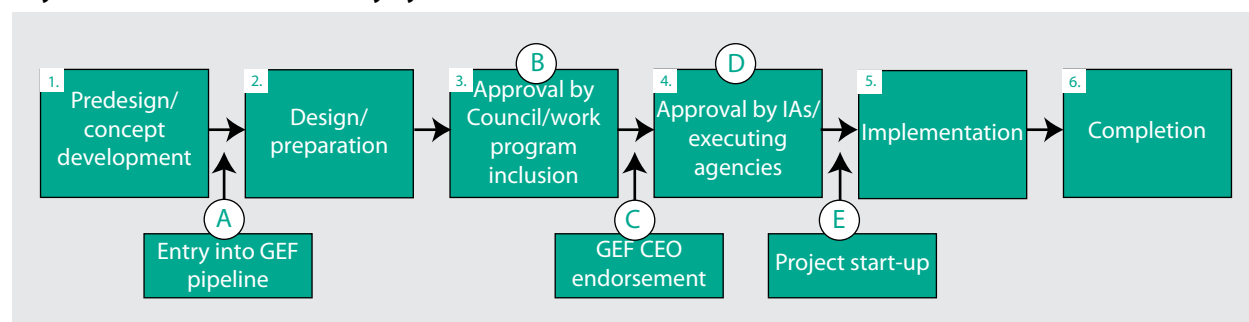 1.
Predesign/
concept
development
2.
Design/
preparation
B
3.
Approval by
Council/work
program
inclusion
D
4.
Approval by IAs/
executing
agencies
5.
Implementation
6.
Completion
A
Entry into GEF
pipeline
C
GEF CEO
endorsement
E
Project start-up